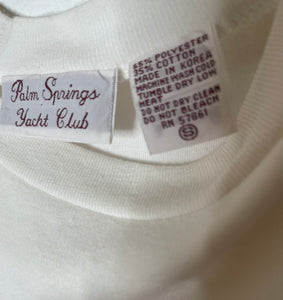 Palm Springs
Yacht Club
65% POLYESTER
35% COTTON
MADE IN KOREA
MACHINE WASH COLD
TUMBLE DRY LOW
HEAT
DO NOT DRY CLEAN
DO NOT BLEACH
RN 57861
S